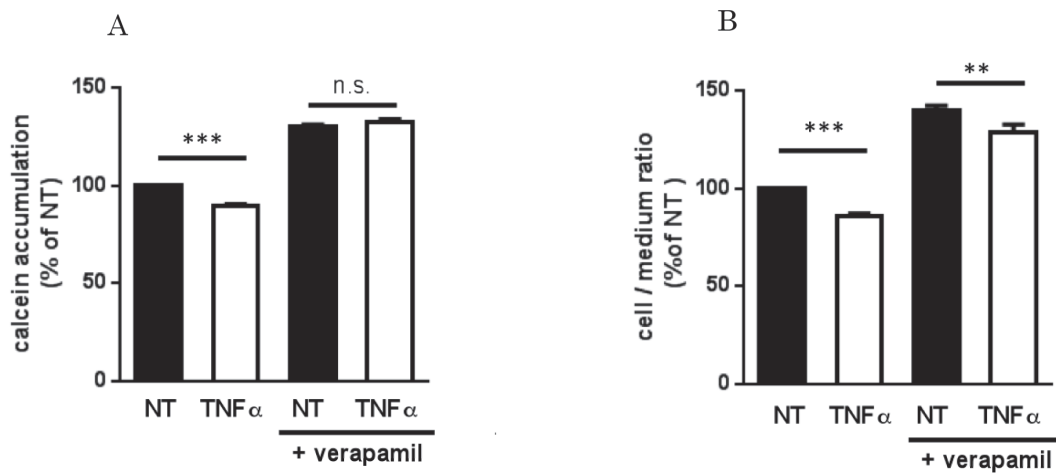 A
calcein accumulation
(% of NT)
150
100
50
0
***
n.s.
NT TNFα NT TNFα
+ verapamil
B
cell / medium ratio
(%of NT )
150
100
50
0
***
**
NT TNFα NT TNFα
+ verapamil